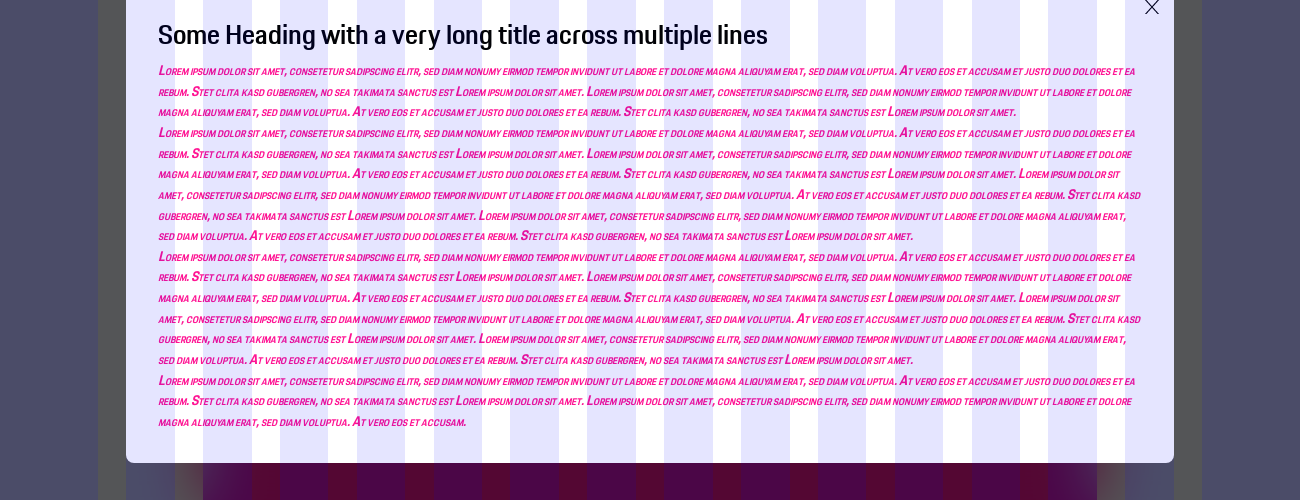 Some Heading with a very long title across multiple lines
Lorem ipsum dolor sit amet, consetetur sadipscing elitr, sed diam nonumy eirmod tempor invidunt ut labore et dolore magna aliquyam erat, sed diam voluptua. At vero eos et accusam et justo duo dolores et ea
rebum. Stet clita kasd gubergren, no sea takimata sanctus est Lorem ipsum dolor sit amet. Lorem ipsum dolor sit amet, consetetur sadipscing elitr, sed diam nonumy eirmod tempor invidunt ut labore et dolore
magna aliquyam erat, sed diam voluptua. At vero eos et accusam et justo duo dolores et ea rebum. Stet clita kasd gubergren, no sea takimata sanctus est Lorem ipsum dolor sit amet.
Lorem ipsum dolor sit amet, consetetur sadipscing elitr, sed diam nonumy eirmod tempor invidunt ut labore et dolore magna aliquyam erat, sed diam voluptua. At vero eos et accusam et justo duo dolores et ea
rebum. Stet clita kasd gubergren, no sea takimata sanctus est Lorem ipsum dolor sit amet. Lorem ipsum dolor sit amet, consetetur sadipscing elitr, sed diam nonumy eirmod tempor invidunt ut labore et dolore
magna aliquyam erat, sed diam voluptua. At vero eos et accusam et justo duo dolores et ea rebum. Stet clita kasd gubergren, no sea takimata sanctus est Lorem ipsum dolor sit amet. Lorem ipsum dolor sit
amet, consetetur sadipscing elitr, sed diam nonumy eirmod tempor invidunt ut labore et dolore magna aliquyam erat, sed diam voluptua. At vero eos et accusam et justo duo dolores et ea rebum. Stet clita kasd
gubergren, no sea takimata sanctus est Lorem ipsum dolor sit amet. Lorem ipsum dolor sit amet, consetetur sadipscing elitr, sed diam nonumy eirmod tempor invidunt ut labore et dolore magna aliquyam erat,
sed diam voluptua. At vero eos et accusam et justo duo dolores et ea rebum. Stet clita kasd gubergren, no sea takimata sanctus est Lorem ipsum dolor sit amet.
Lorem ipsum dolor sit amet, consetetur sadipscing elitr, sed diam nonumy eirmod tempor invidunt ut labore et dolore magna aliquyam erat, sed diam voluptua. At vero eos et accusam et justo duo dolores et ea
rebum. Stet clita kasd gubergren, no sea takimata sanctus est Lorem ipsum dolor sit amet. Lorem ipsum dolor sit amet, consetetur sadipscing elitr, sed diam nonumy eirmod tempor invidunt ut labore et dolore
magna aliquyam erat, sed diam voluptua. At vero eos et accusam et justo duo dolores et ea rebum. Stet clita kasd gubergren, no sea takimata sanctus est Lorem ipsum dolor sit amet. Lorem ipsum dolor sit
amet, consetetur sadipscing elitr, sed diam nonumy eirmod tempor invidunt ut labore et dolore magna aliquyam erat, sed diam voluptua. At vero eos et accusam et justo duo dolores et ea rebum. Stet clita kasd
gubergren, no sea takimata sanctus est Lorem ipsum dolor sit amet. Lorem ipsum dolor sit amet, consetetur sadipscing elitr, sed diam nonumy eirmod tempor invidunt ut labore et dolore magna aliquyam erat,
sed diam voluptua. At vero eos et accusam et justo duo dolores et ea rebum. Stet clita kasd gubergren, no sea takimata sanctus est Lorem ipsum dolor sit amet.
Lorem ipsum dolor sit amet, consetetur sadipscing elitr, sed diam nonumy eirmod tempor invidunt ut labore et dolore magna aliquyam erat, sed diam voluptua. At vero eos et accusam et justo duo dolores et ea
rebum. Stet clita kasd gubergren, no sea takimata sanctus est Lorem ipsum dolor sit amet. Lorem ipsum dolor sit amet, consetetur sadipscing elitr, sed diam nonumy eirmod tempor invidunt ut labore et dolore
magna aliquyam erat, sed diam voluptua. At vero eos et accusam.